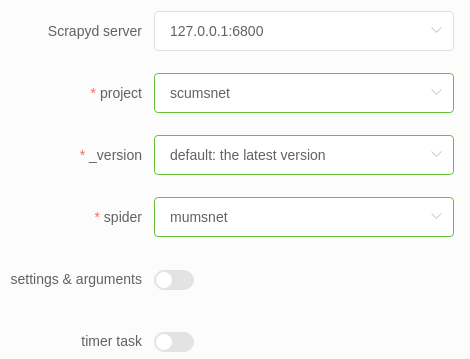 Scrapyd server 127.0.0.1:6800
* project scumsnet
* _version default: the latest version
* spider mumsnet
settings & arguments
timer task